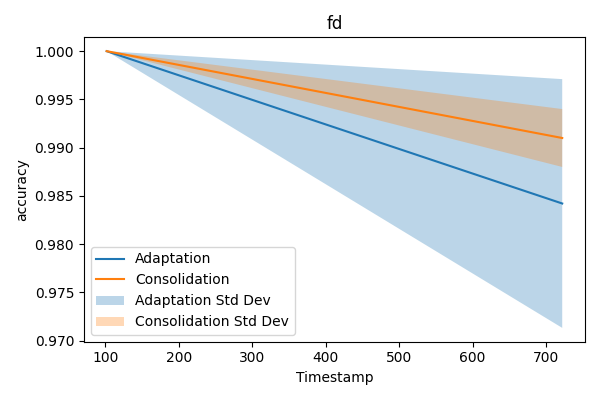 fd
accuracy
1.000
0.995
0.990
0.985
0.980
0.975
0.970
Adaptation
Consolidation
Adaptation Std Dev
Consolidation Std Dev
100 200 300 400 500 600 700
Timestamp